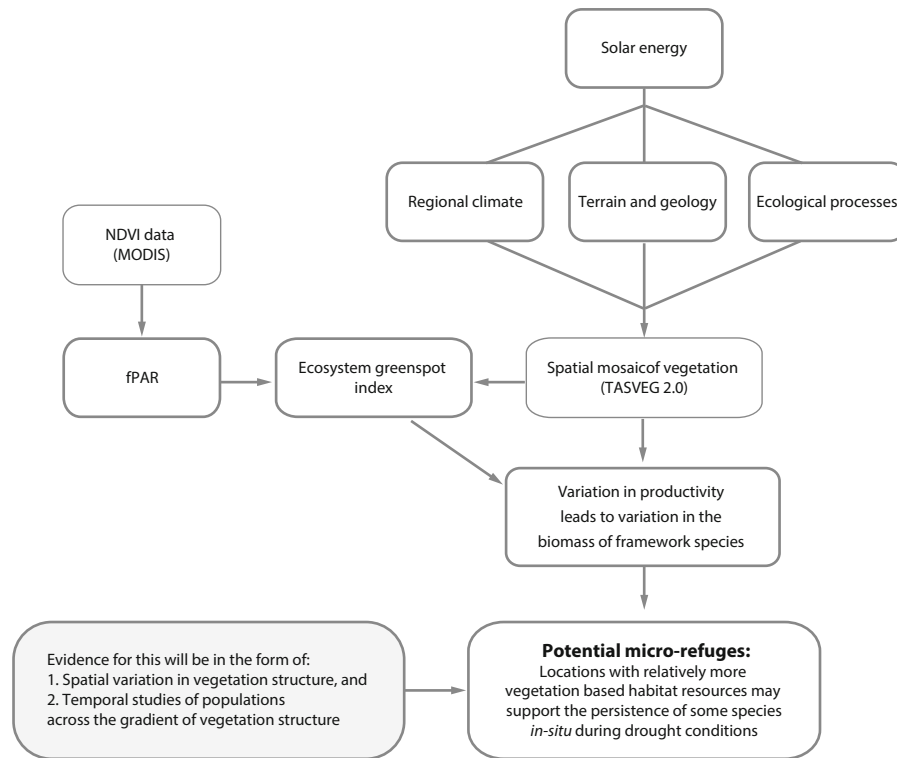 Solar energy
Regional climate
Terrain and geology
Ecological processes
NDVI data
(MODIS)
fPAR
Ecosystem greenspot
index
Spatial mosaicof vegetation
(TASVEG 2.0)
Variation in productivity
leads to variation in the
biomass of framework species
Evidence for this will be in the form of:
1. Spatial variation in vegetation structure, and
2. Temporal studies of populations
across the gradient of vegetation structure
Potential micro-refuges:
Locations with relatively more
vegetation based habitat resources may
support the persistence of some species
in-situ during drought conditions